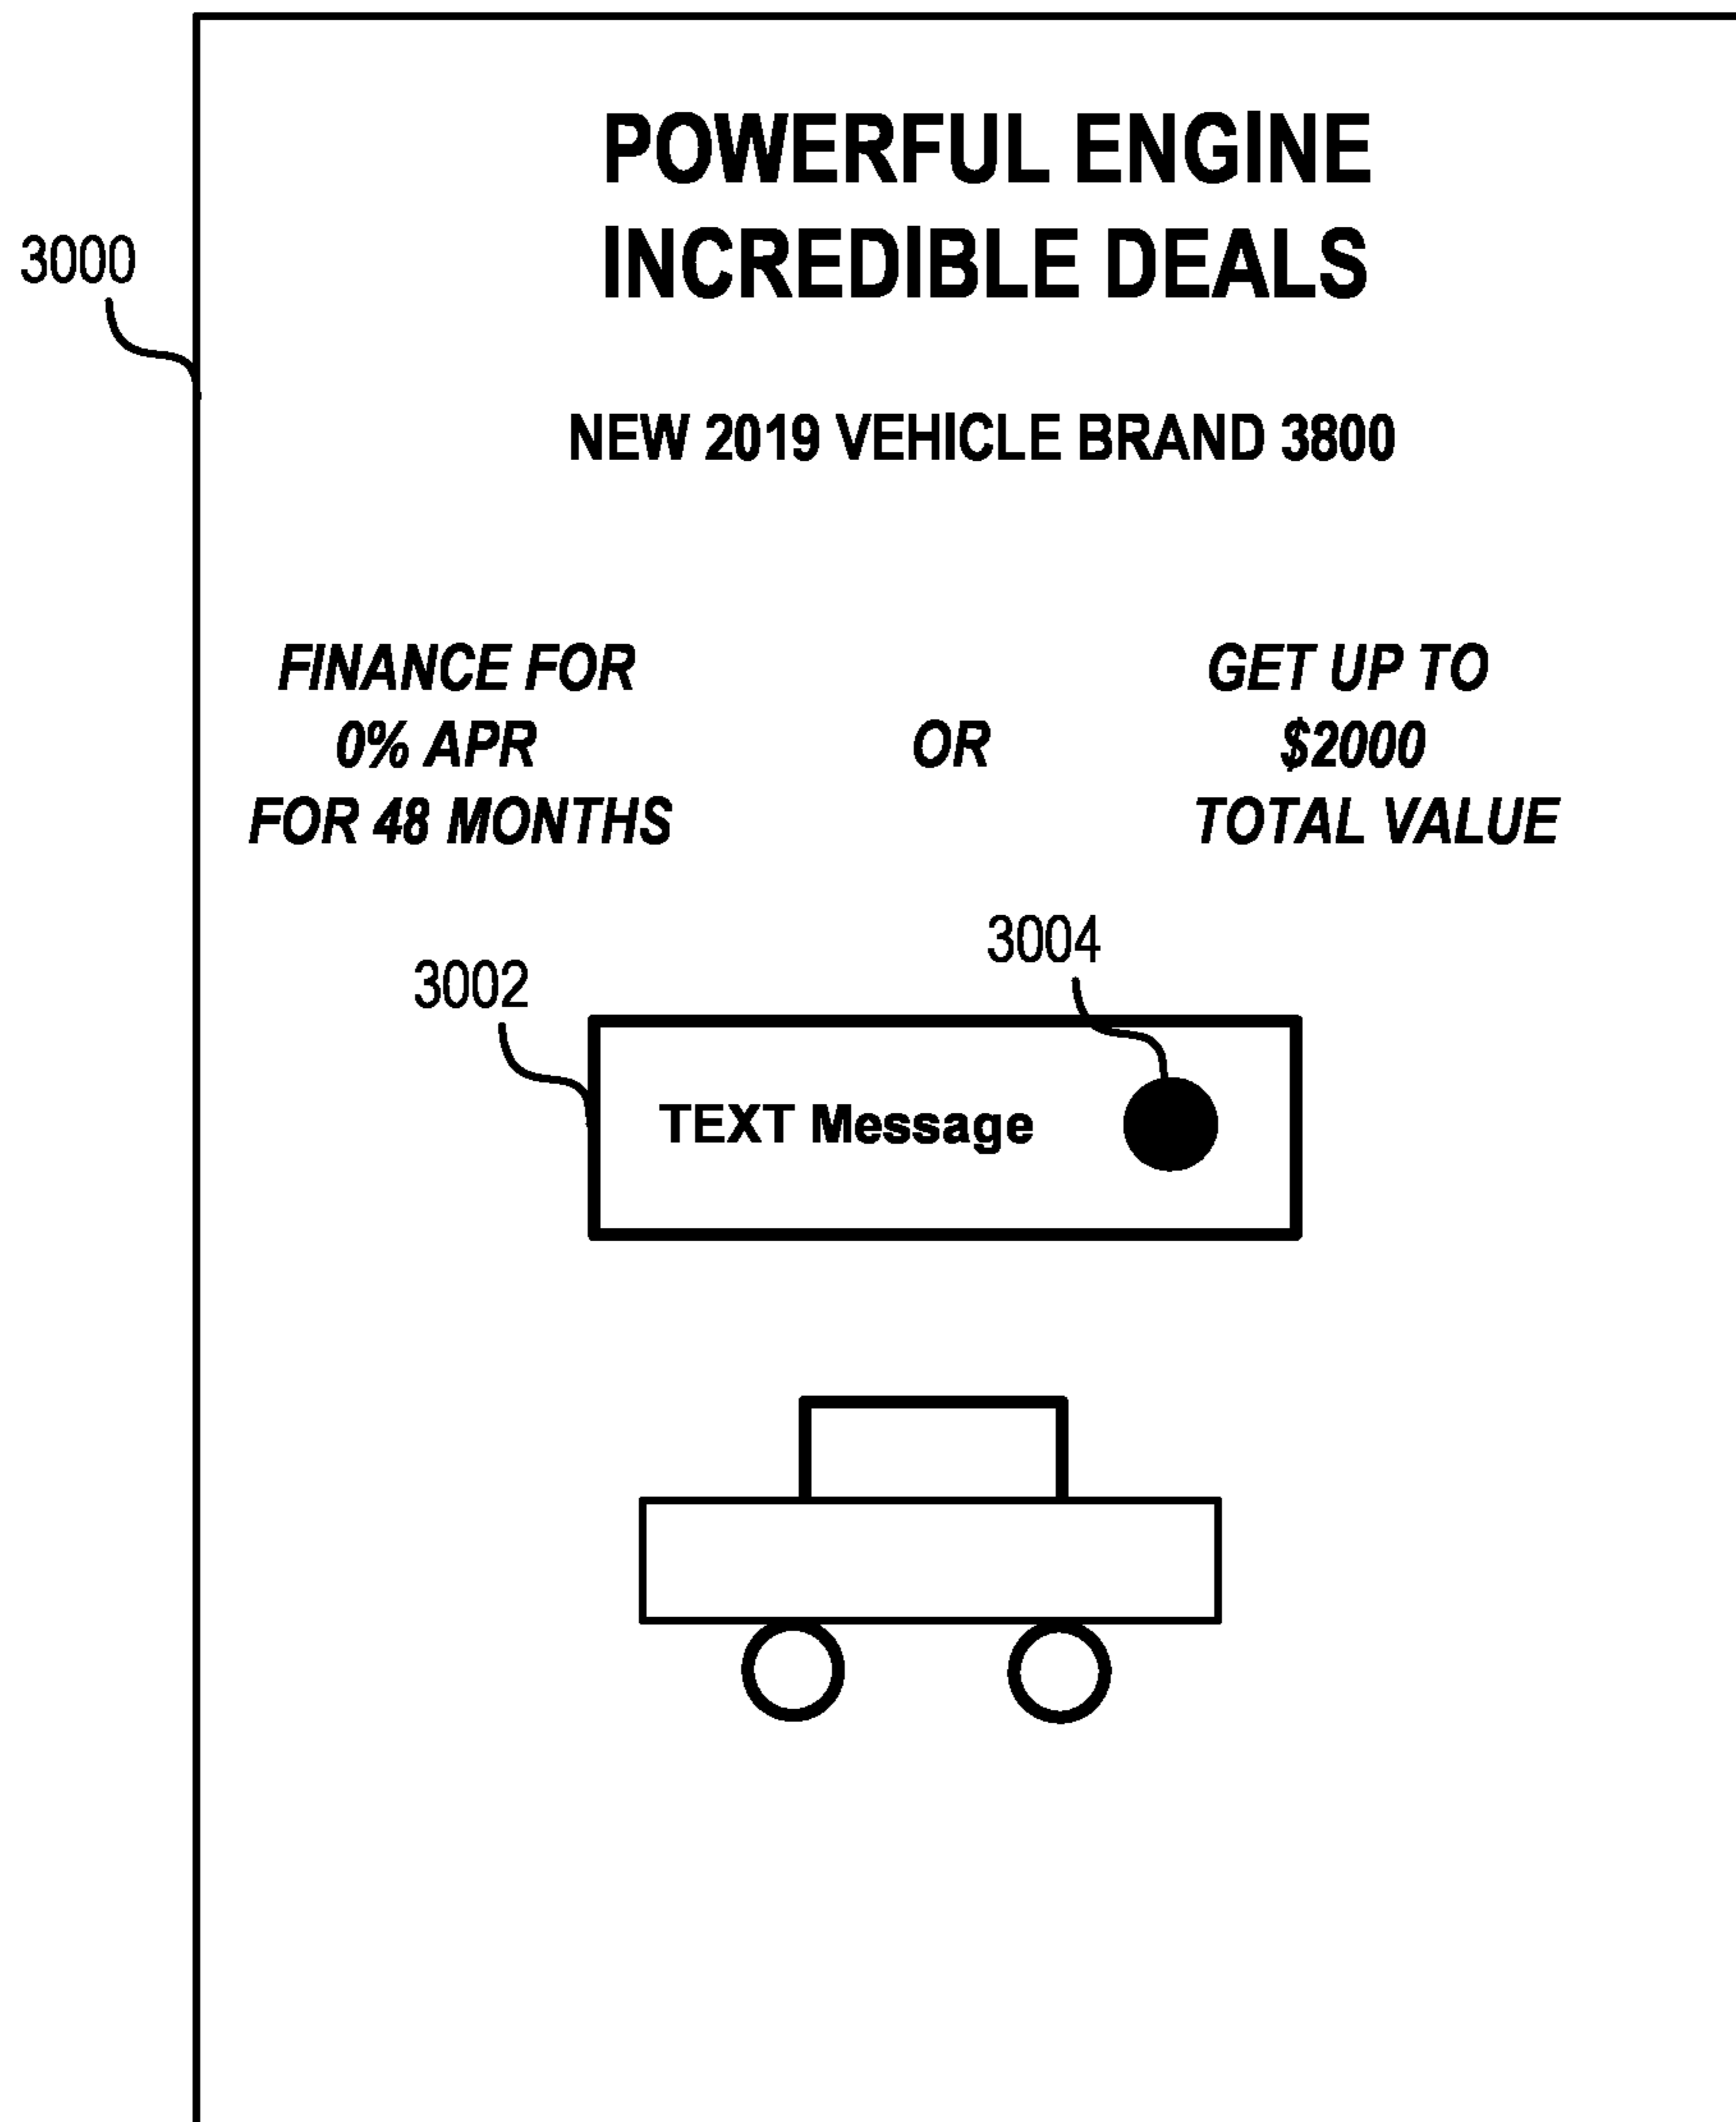 POWERFUL ENGINE
INCREDIBLE DEALS
3000
NEW 2019 VEHICLE BRAND 3800
FINANCE FOR
0% APR
FOR 48 MONTHS
OR
GET UP TO
$2000
TOTAL VALUE
3004
3002
TEXT Message